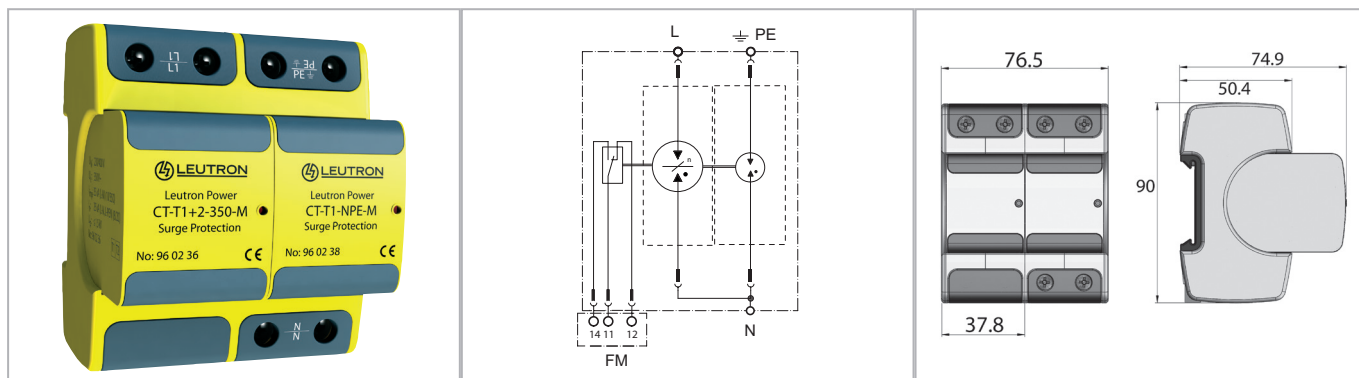 L1
L1
PE
PE
LEUTRON
Leutron Power
CT-T1+2-350-M
Surge Protection
No: 96 02 36
CE
LEUTRON
Leutron Power
CT-T1-NPE-M
Surge Protection
No: 96 02 38
CE
N
N
L
PE
n
14 11 12
FM
N
76.5
37.8
74.9
50.4
90